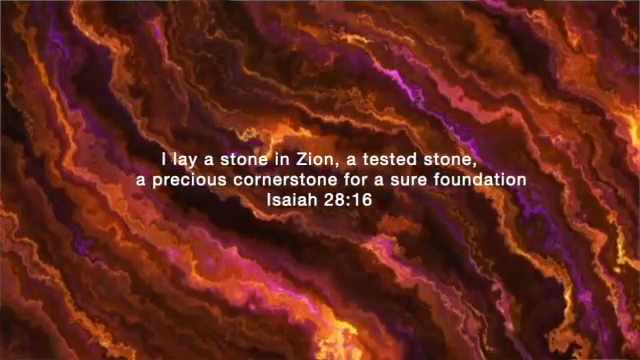 I lay a stone in Zion, a tested stone,
a precious cornerstone for a sure foundation
Isaiah 28:16